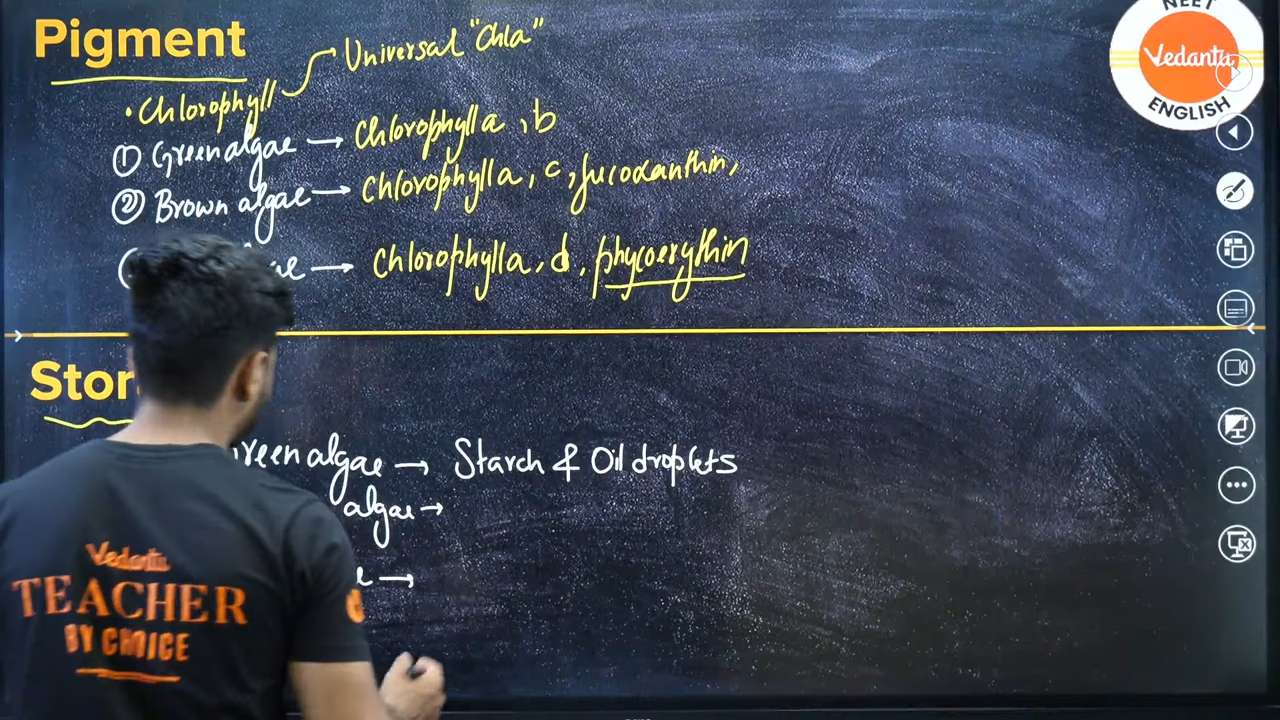 Pigment
• Chlorophyll Universal "Chla"
① Green algae → Chlorophyll a, b
② Brown algae → Chlorophyll a, c, fucoxanthin,
ae → Chlorophyll a, d, phycoerythin
Stor
reen algae → Starch & Oil droplets
algae →
e →
NEET
Vedantu
ENGLISH
Vedantu
TEACHER
BY CHOICE